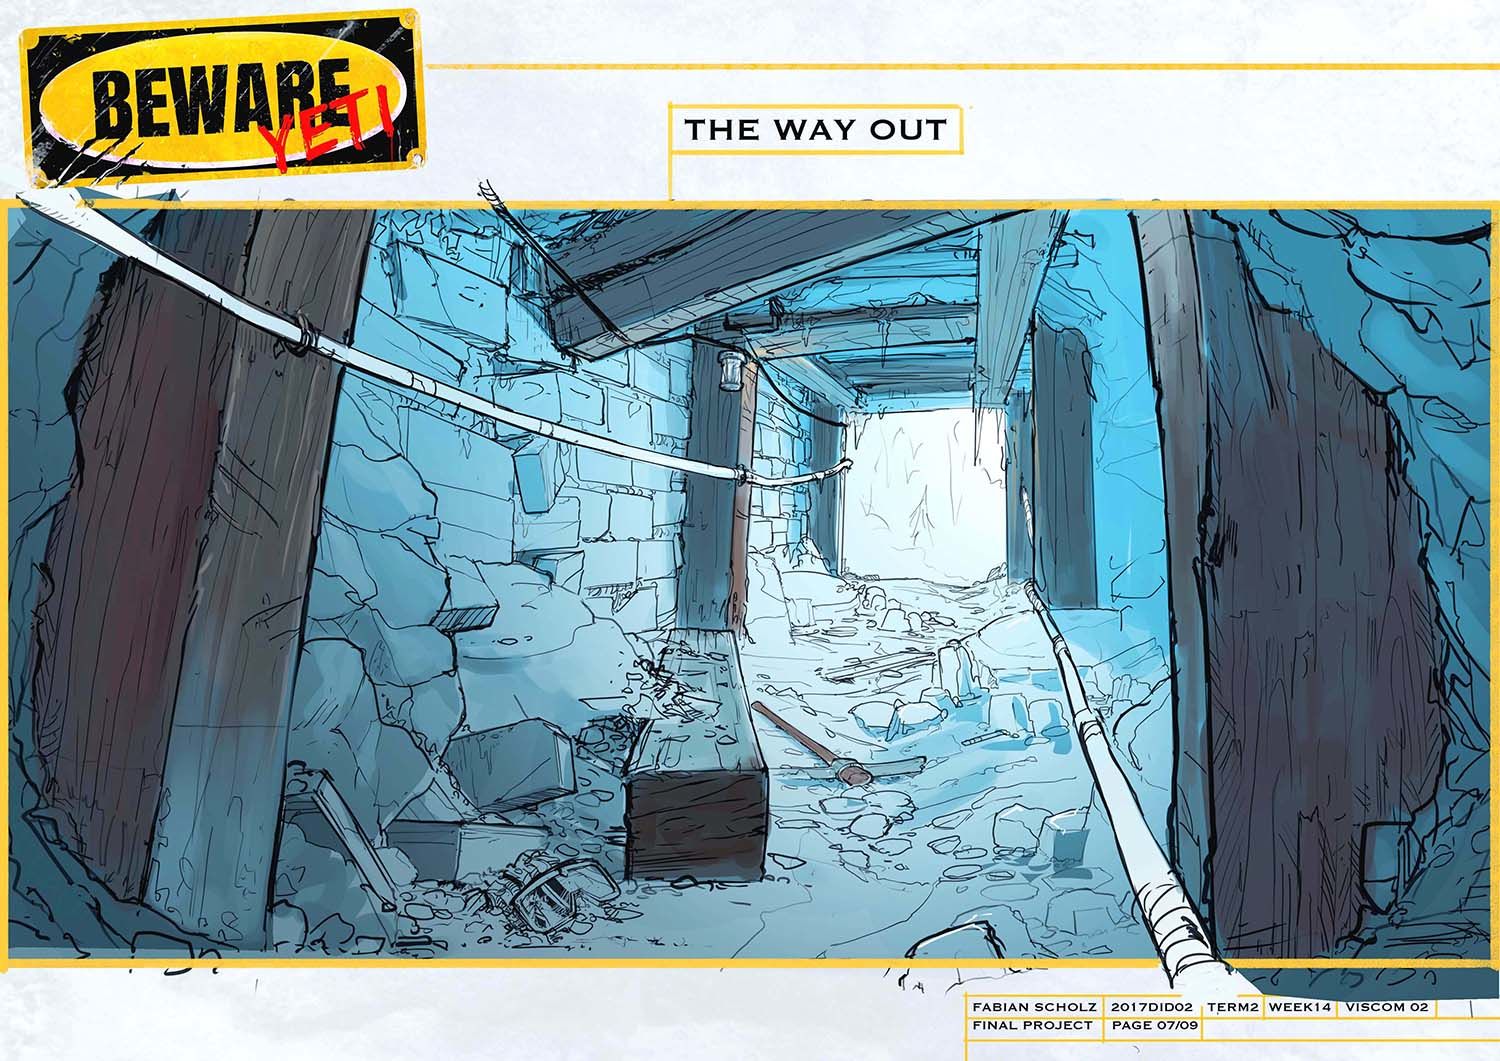 BEWARE
YETI
THE WAY OUT
FABIAN SCHOLZ 2017DID02 TERM2 WEEK14 VISCOM 02
FINAL PROJECT PAGE 07/09